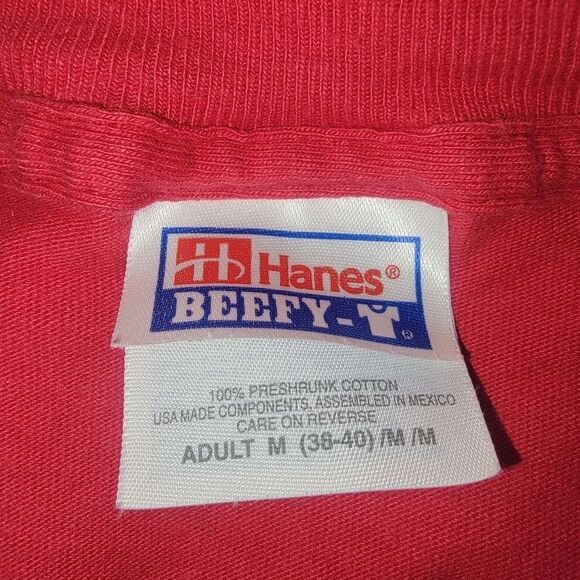 Hanes®
BEEFY-T®
100% PRESHRUNK COTTON
USA MADE COMPONENTS, ASSEMBLED IN MEXICO
CARE ON REVERSE
ADULT M (38-40) /M /M